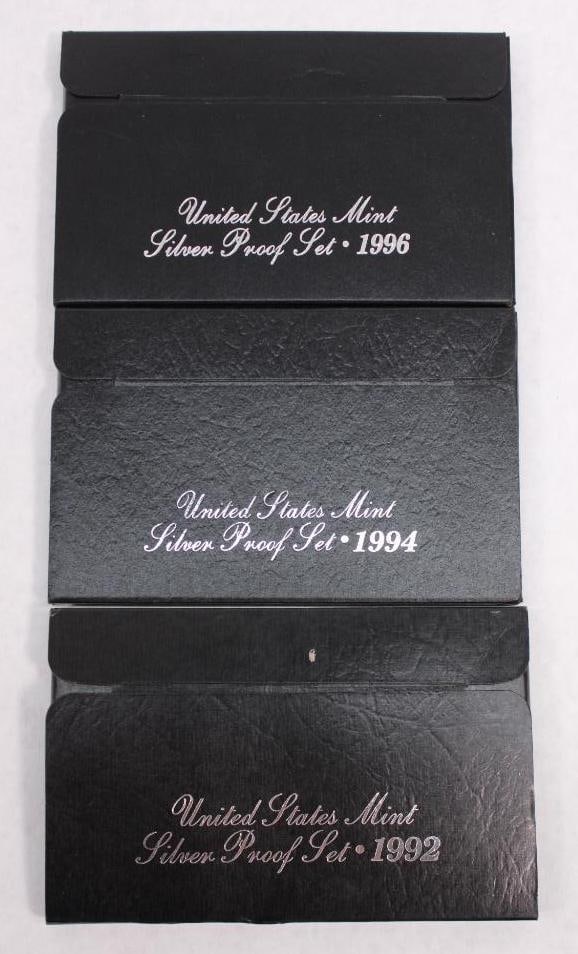 United States Mint
Silver Proof Set • 1996
United States Mint
Silver Proof Set • 1994
United States Mint
Silver Proof Set • 1992